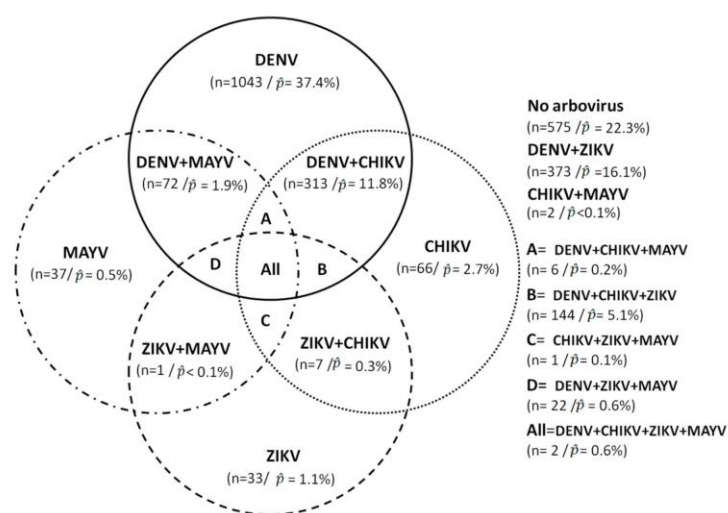 DENV
(n=1043 / p̂= 37.4%)
DENV+MAYV
(n=72 /p̂ = 1.9%)
DENV+CHIKV
(n=313 /p̂= 11.8%)
A
MAYV
(n=37/ p̂= 0.5%)
D
All
B
CHIKV
(n=66/ p̂= 2.7%)
C
ZIKV+MAYV
(n=1 / p̂< 0.1%)
ZIKV+CHIKV
(n=7 /p̂= 0.3%)
ZIKV
(n=33/ p̂= 1.1%)
No arbovirus
(n=575 /p̂ = 22.3%)
DENV+ZIKV
(n=373 /p̂ =16.1%)
CHIKV+MAYV
(n=2 / p̂<0.1%)
A= DENV+CHIKV+MAYV
(n= 6 / p̂= 0.2%)
B= DENV+CHIKV+ZIKV
(n= 144 / p̂= 5.1%)
C= CHIKV+ZIKV+MAYV
(n= 1 / p̂= 0.1%)
D= DENV+ZIKV+MAYV
(n= 22 /p̂= 0.6%)
All=DENV+CHIKV+ZIKV+MAYV
(n= 2 / p̂= 0.6%)